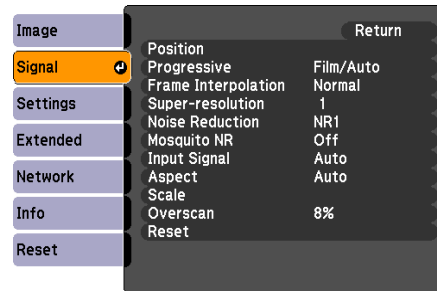 Image
Signal
Settings
Extended
Network
Info
Reset
Return
Position
Progressive Film/Auto
Frame Interpolation Normal
Super-resolution 1
Noise Reduction NR1
Mosquito NR Off
Input Signal Auto
Aspect Auto
Scale
Overscan 8%
Reset